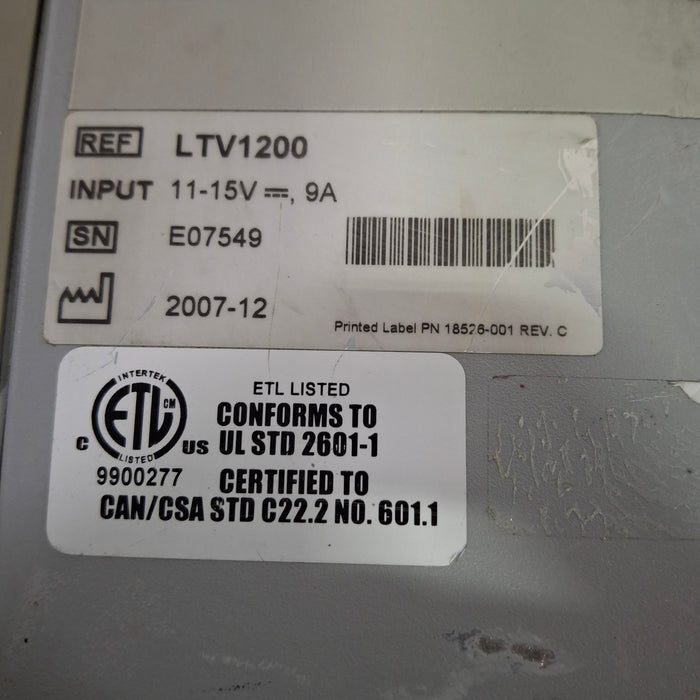 REF LTV1200
INPUT 11-15V ⎓, 9A
SN E07549
2007-12
Printed Label PN 18526-001 REV. C
INTERTEK
ETL CM
LISTED
C US
9900277
ETL LISTED
CONFORMS TO
UL STD 2601-1
CERTIFIED TO
CAN/CSA STD C22.2 NO. 601.1